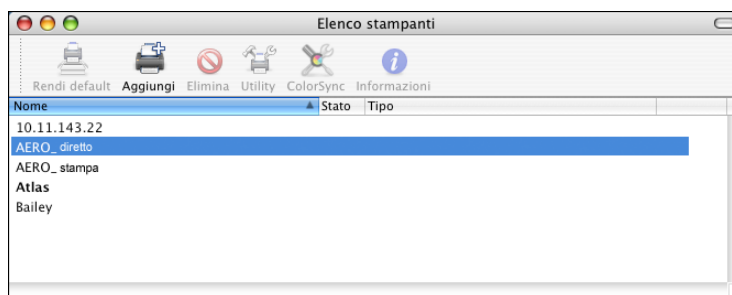 Elenco stampanti
Rendi default Aggiungi Elimina Utility ColorSync Informazioni
Nome Stato Tipo
10.11.143.22
AERO_ diretto
AERO_ stampa
Atlas
Bailey